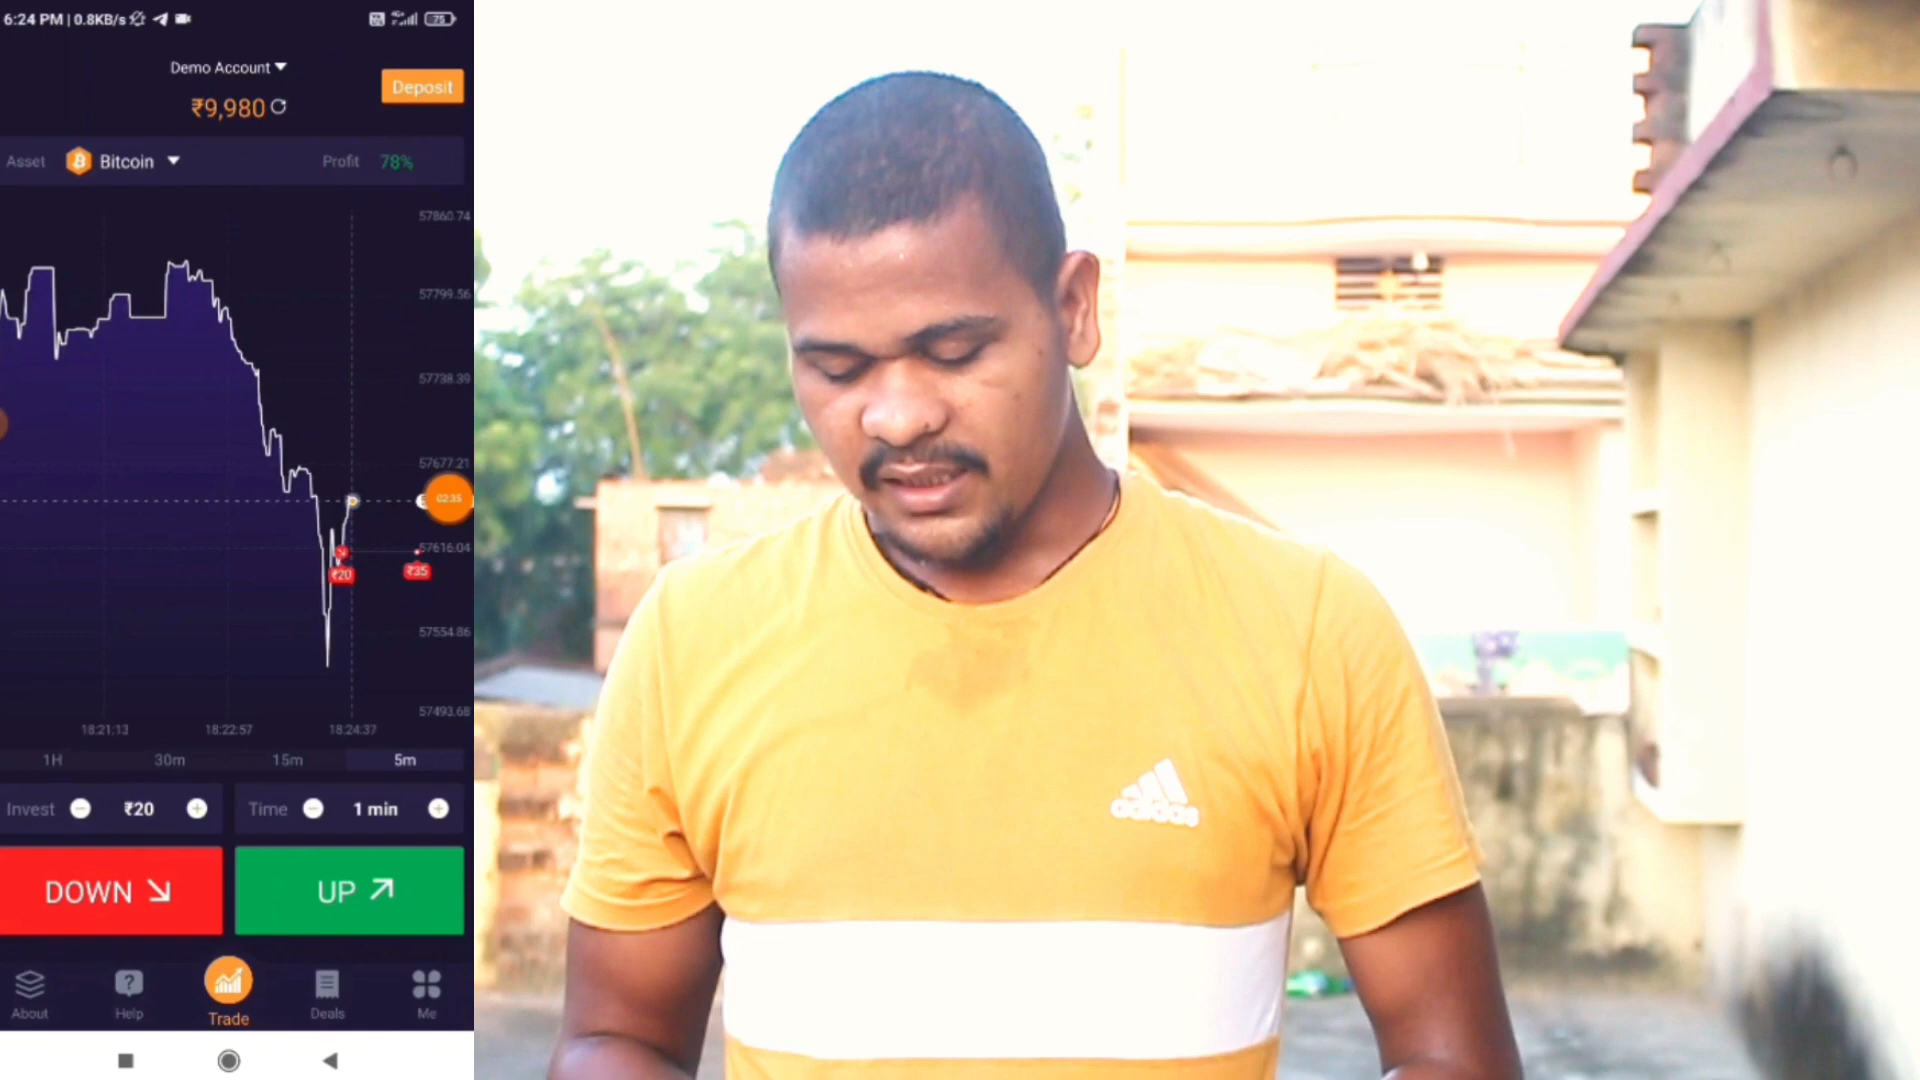 6:24 PM | 0.8KB/s
75
Demo Account
₹9,980
Deposit
Asset Bitcoin Profit 78%
57860.74
57799.56
57738.39
57677.21
02:35
57616.04
₹20 ₹35
57554.86
57493.68
18:21:13 18:22:57 18:24:37
1H 30m 15m 5m
Invest ₹20 Time 1 min
DOWN UP
About Help Trade Deals Me
adidas